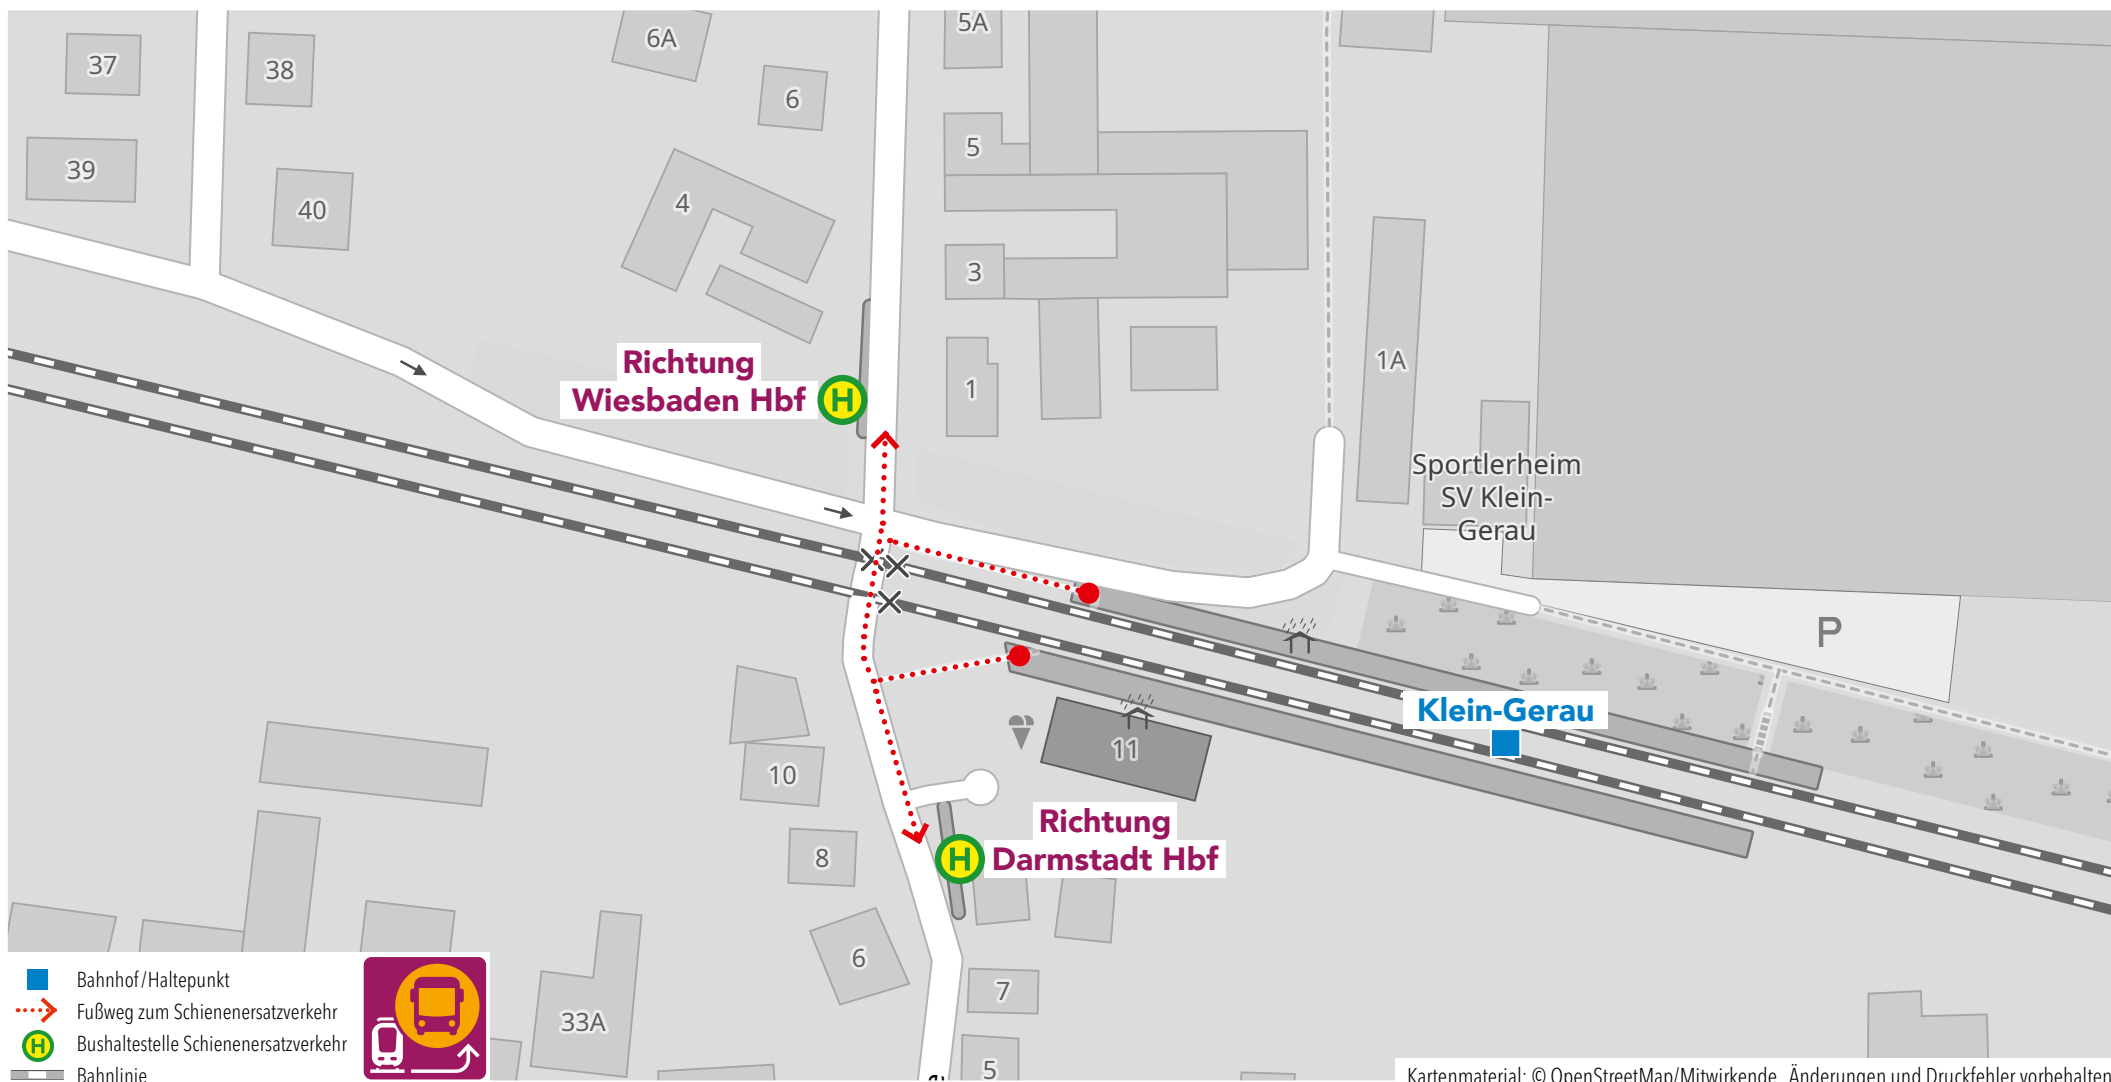 37
38
6A
6
5A
39
40
4
5
3
1
1A
Richtung
Wiesbaden Hbf
H
Sportlerheim
SV Klein-
Gerau
P
Klein-Gerau
11
10
Richtung
Darmstadt Hbf
H
8
6
7
33A
5
Bahnhof/Haltepunkt
Fußweg zum Schienenersatzverkehr
H Bushaltestelle Schienenersatzverkehr
Bahnlinie
Kartenmaterial: © OpenStreetMap/Mitwirkende, Änderungen und Druckfehler vorbehalten